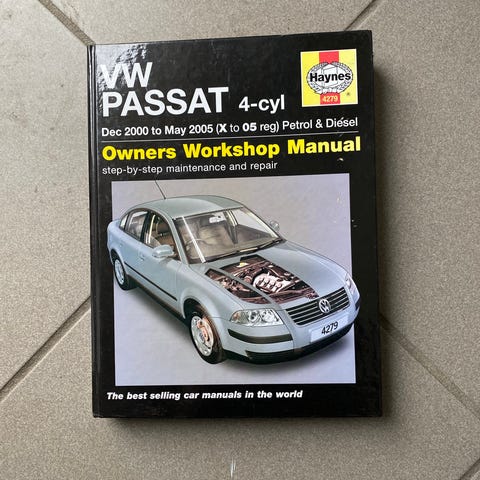 VW
PASSAT 4-cyl
Haynes
4279
Dec 2000 to May 2005 (X to 05 reg) Petrol & Diesel
Owners Workshop Manual
step-by-step maintenance and repair
4279
The best selling car manuals in the world